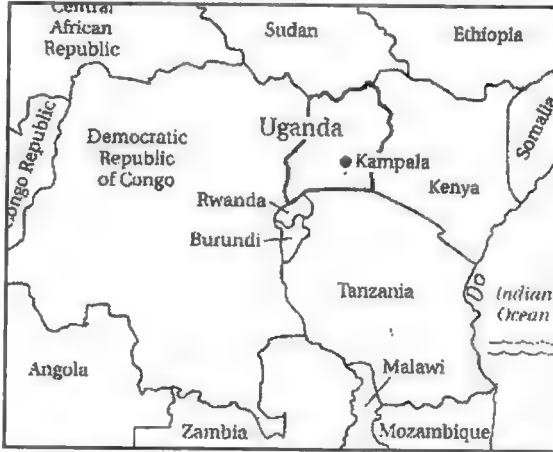 Central
African
Republic
Sudan
Ethiopia
Somalia
Uganda
Congo Republic
Democratic
Republic
of Congo
Kampala
Kenya
Rwanda
Burundi
Tanzania
Indian
Ocean
Angola
Malawi
Zambia
Mozambique